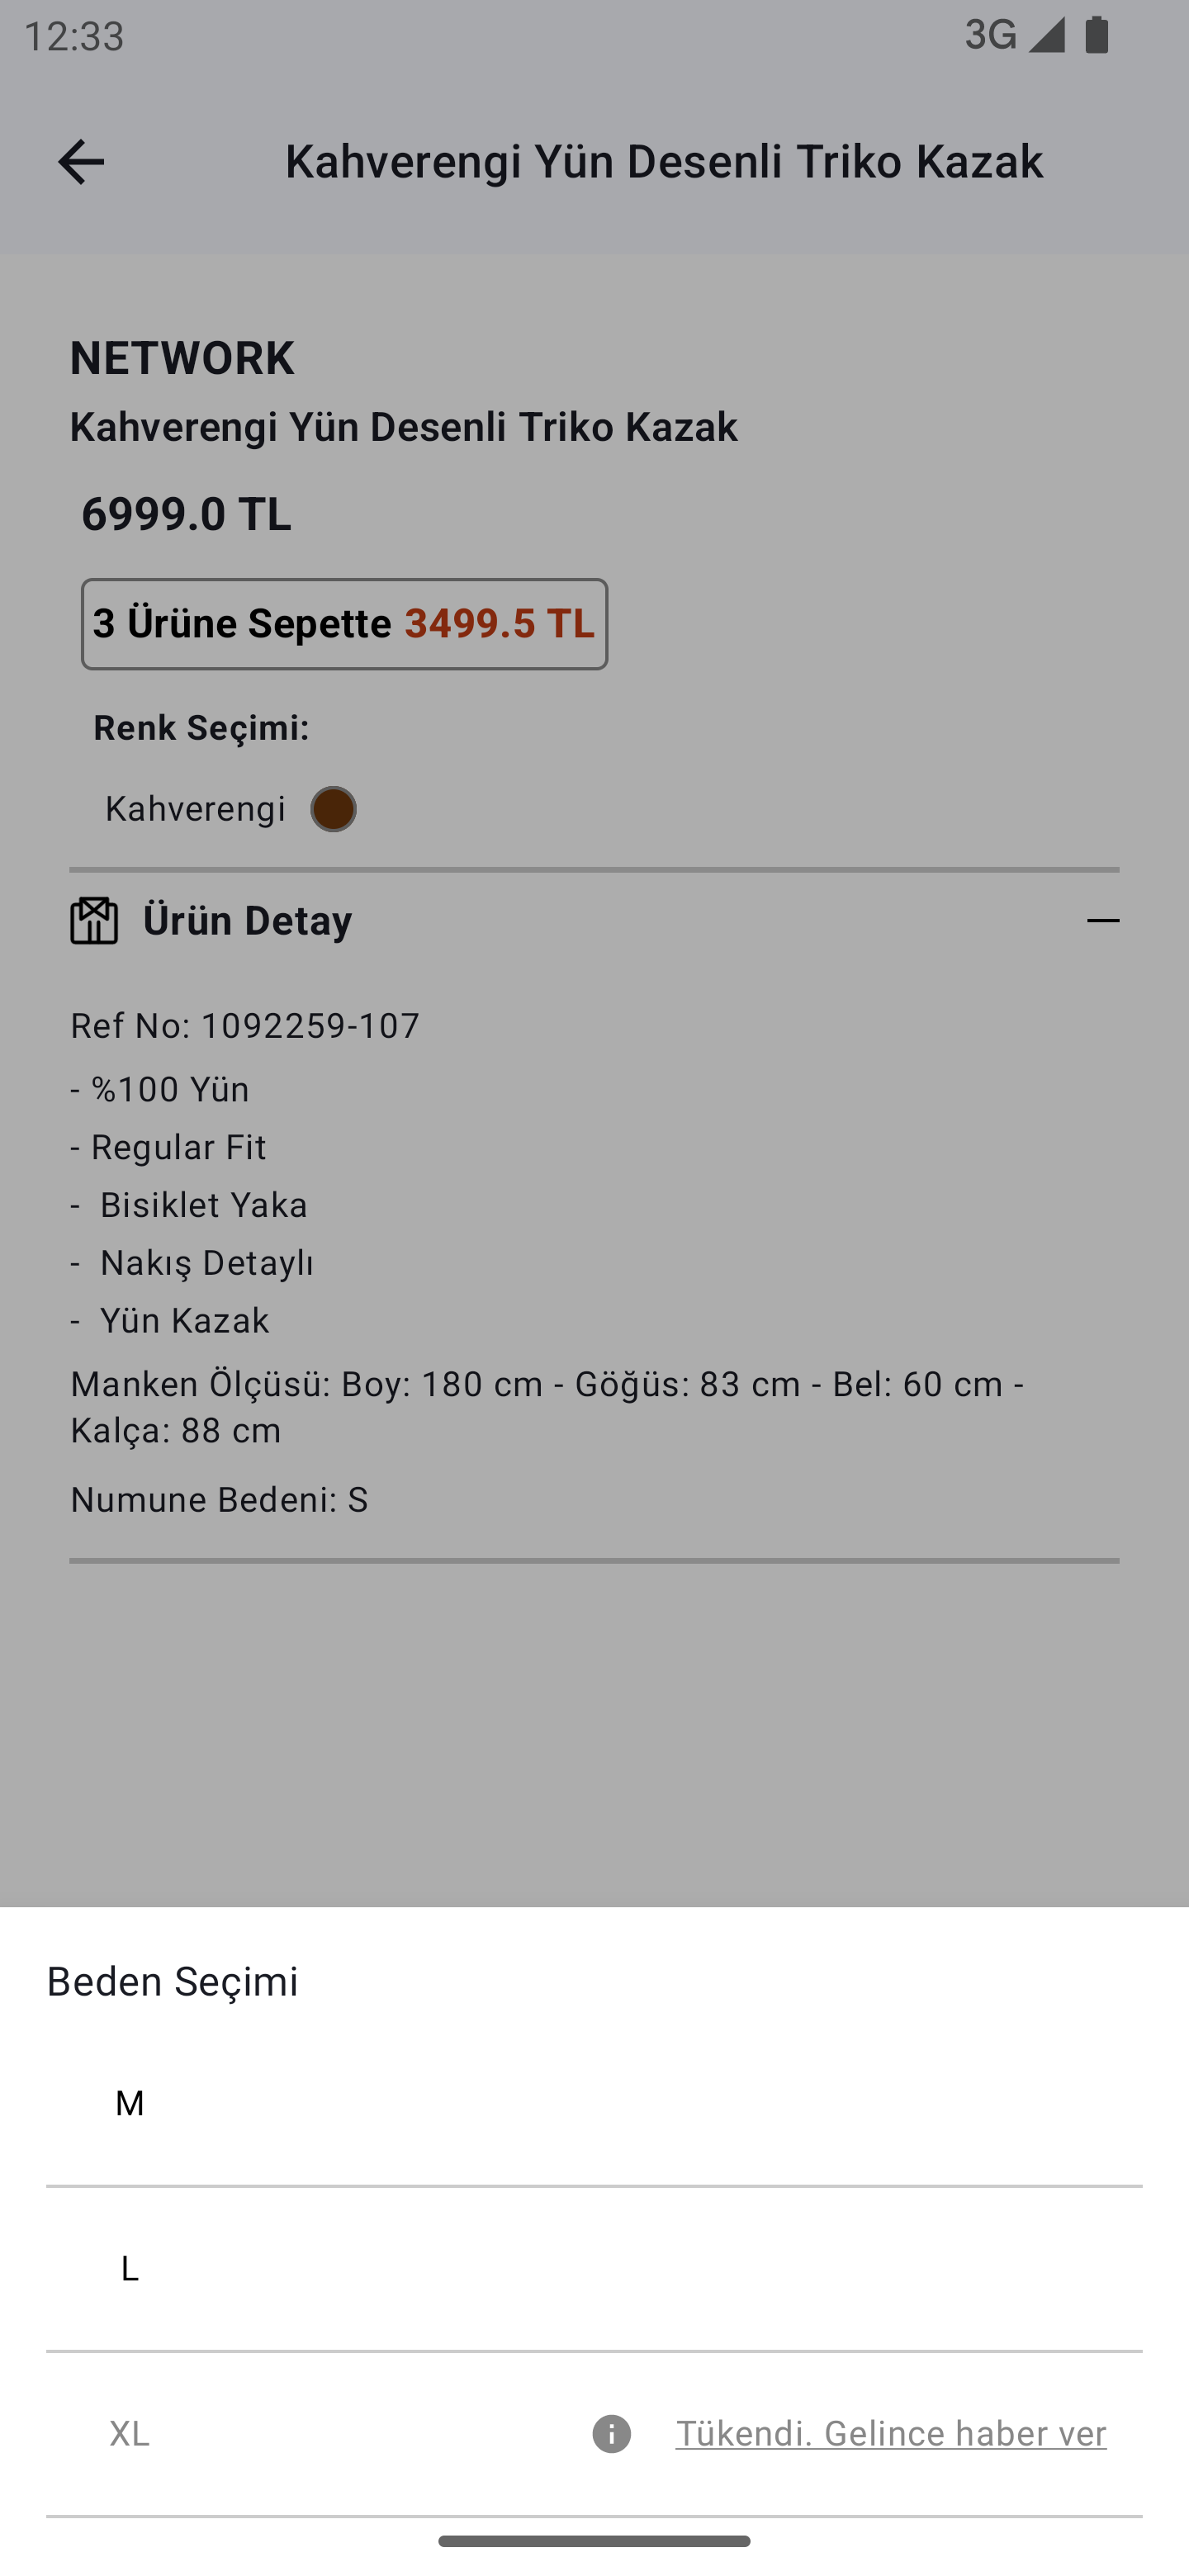 12:33
3G
Kahverengi Yün Desenli Triko Kazak
NETWORK
Kahverengi Yün Desenli Triko Kazak
6999.0 TL
3 Ürüne Sepette 3499.5 TL
Renk Seçimi:
Kahverengi
Ürün Detay
Ref No: 1092259-107
- %100 Yün
- Regular Fit
- Bisiklet Yaka
- Nakış Detaylı
- Yün Kazak
Manken Ölçüsü: Boy: 180 cm - Göğüs: 83 cm - Bel: 60 cm -
Kalça: 88 cm
Numune Bedeni: S
Beden Seçimi
M
L
XL Tükendi. Gelince haber ver